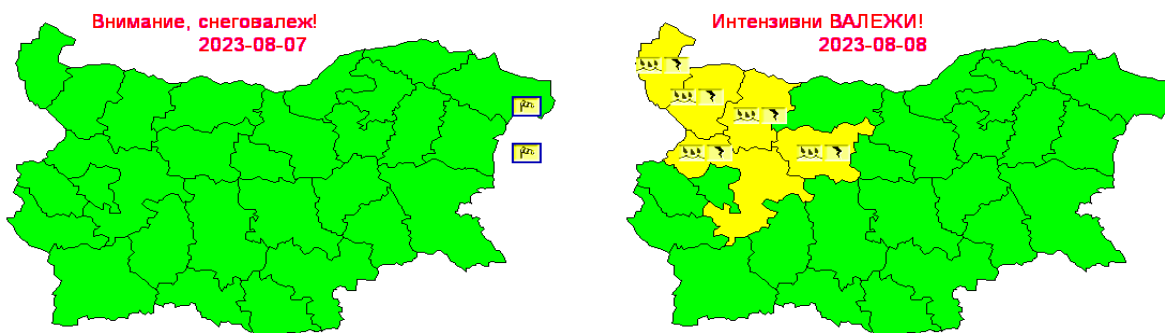 Внимание, снеговалеж!
2023-08-07
Интензивни ВАЛЕЖИ!
2023-08-08